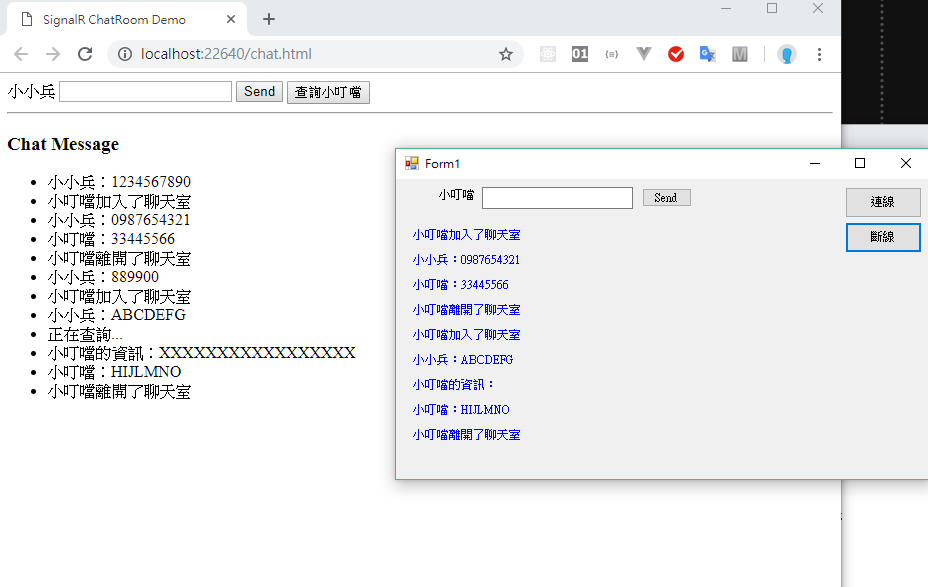 SignalR ChatRoom Demo
localhost:22640/chat.html
01
M
小小兵 Send 查詢小叮噹
Chat Message
小小兵：1234567890
小叮噹加入了聊天室
小小兵：0987654321
小叮噹：33445566
小叮噹離開了聊天室
小小兵：889900
小叮噹加入了聊天室
小小兵：ABCDEFG
正在查詢...
小叮噹的資訊：XXXXXXXXXXXXXXXXX
小叮噹：HIJLMNO
小叮噹離開了聊天室
Form1
小叮噹 Send 連線
斷線
小叮噹加入了聊天室
小小兵：0987654321
小叮噹：33445566
小叮噹離開了聊天室
小叮噹加入了聊天室
小小兵：ABCDEFG
小叮噹的資訊：
小叮噹：HIJLMNO
小叮噹離開了聊天室